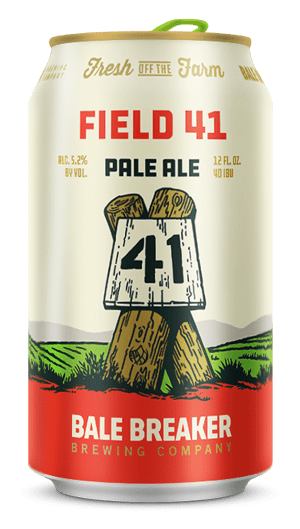 Fresh OFF THE Farm
FIELD 41
ALC. 5.2%
BY VOL.
PALE ALE
12 FL. OZ.
40 IBU
41
BALE BREAKER
BREWING COMPANY